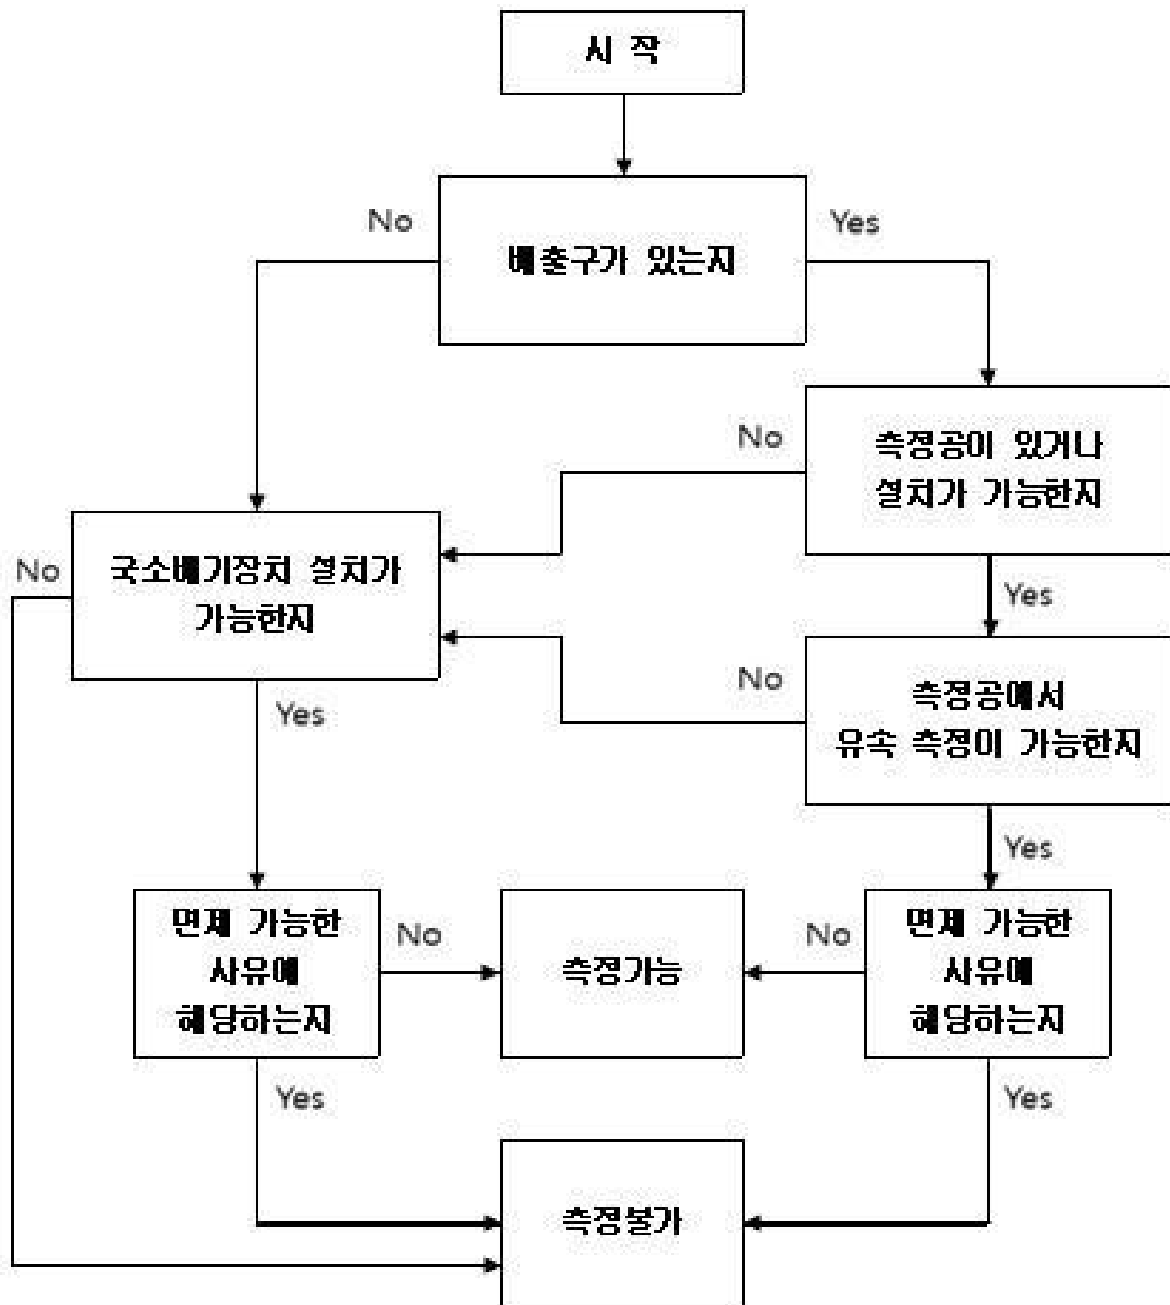 시 작
No
Yes
배출구가 있는지
No
측정공이 있거나
설치가 가능한지
No
국소배기장치 설치가
가능한지
Yes
No
측정공에서
유속 측정이 가능한지
Yes
Yes
면제 가능한
사유에
해당하는지
No
측정가능
No
면제 가능한
사유에
해당하는지
Yes
Yes
측정불가